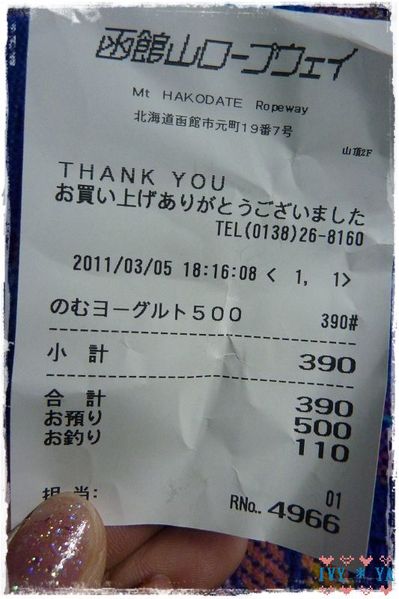 函館山ロープウェイ
Mt HAKODATE Ropeway
北海道函館市元町19番7号
山頂2F
THANK YOU
お買い上げありがとうございました
TEL(0138)26-8160
2011/03/05 18:16:08 < 1, 1>
のむヨーグルト500 390#
小計 390
合計 390
お預り 500
お釣り 110
担当: 01
RNo.. 4966